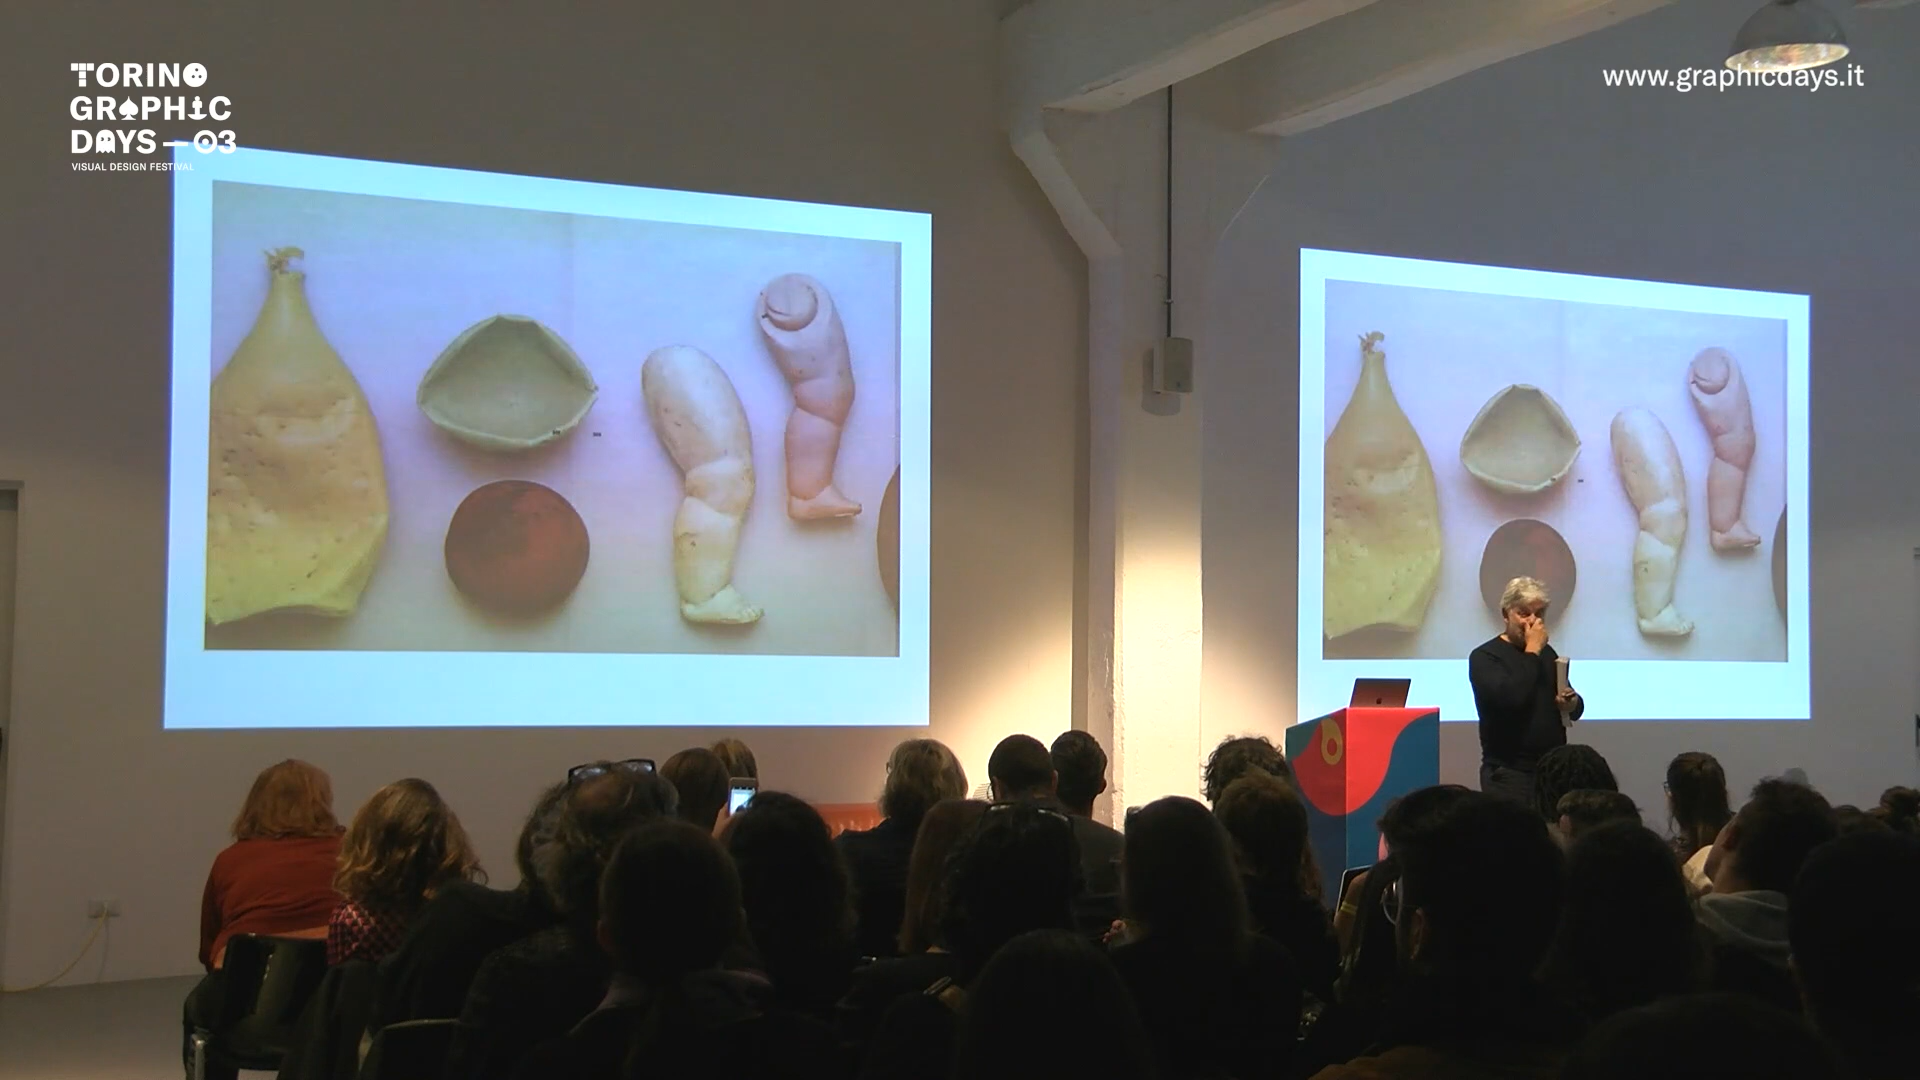 TORINO
GRAPHIC
DAYS—03
VISUAL DESIGN FESTIVAL
www.graphicdays.it